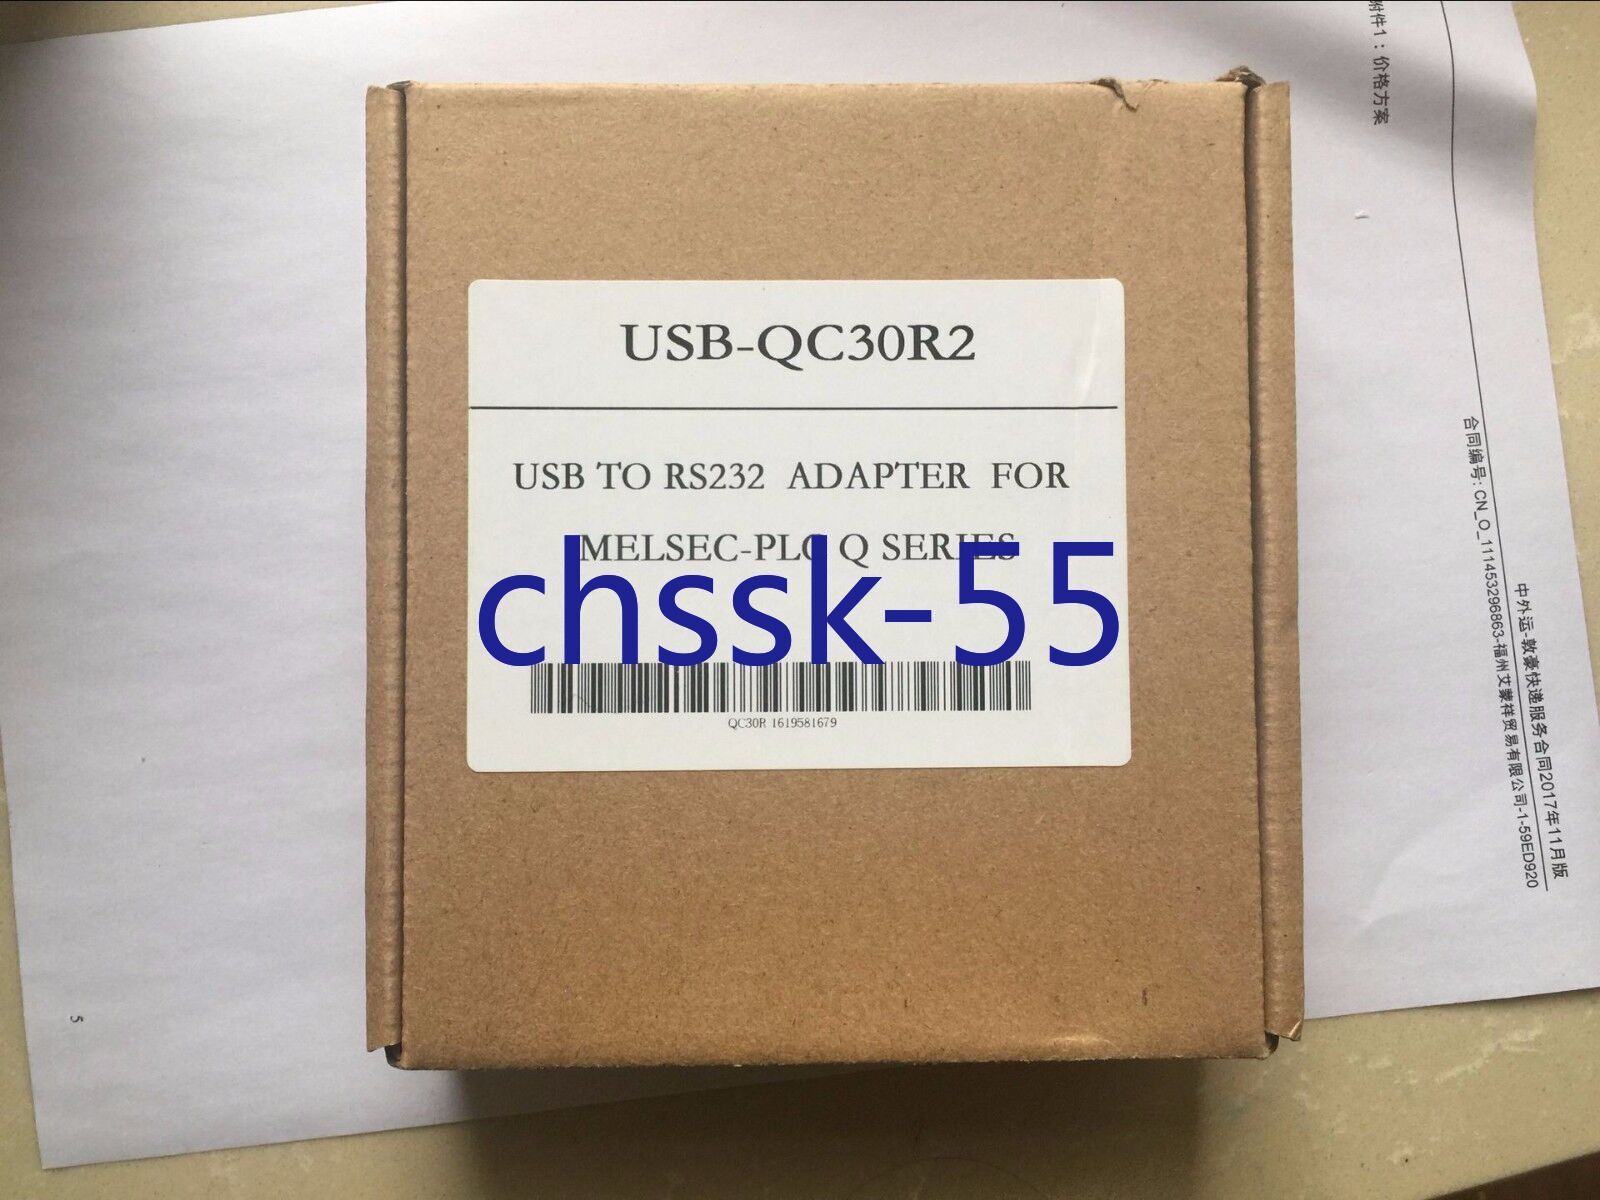 USB-QC30R2
USB TO RS232 ADAPTER FOR
MELSEC-PLC Q SERIES
chssk-55
QC30R 1619581679
附件1：价格方案
合同编号: CN_O_111453296863-福州艾蒙祥贸易有限公司-1-59ED920
中外运-敦豪快递服务合同2017年11月版
5